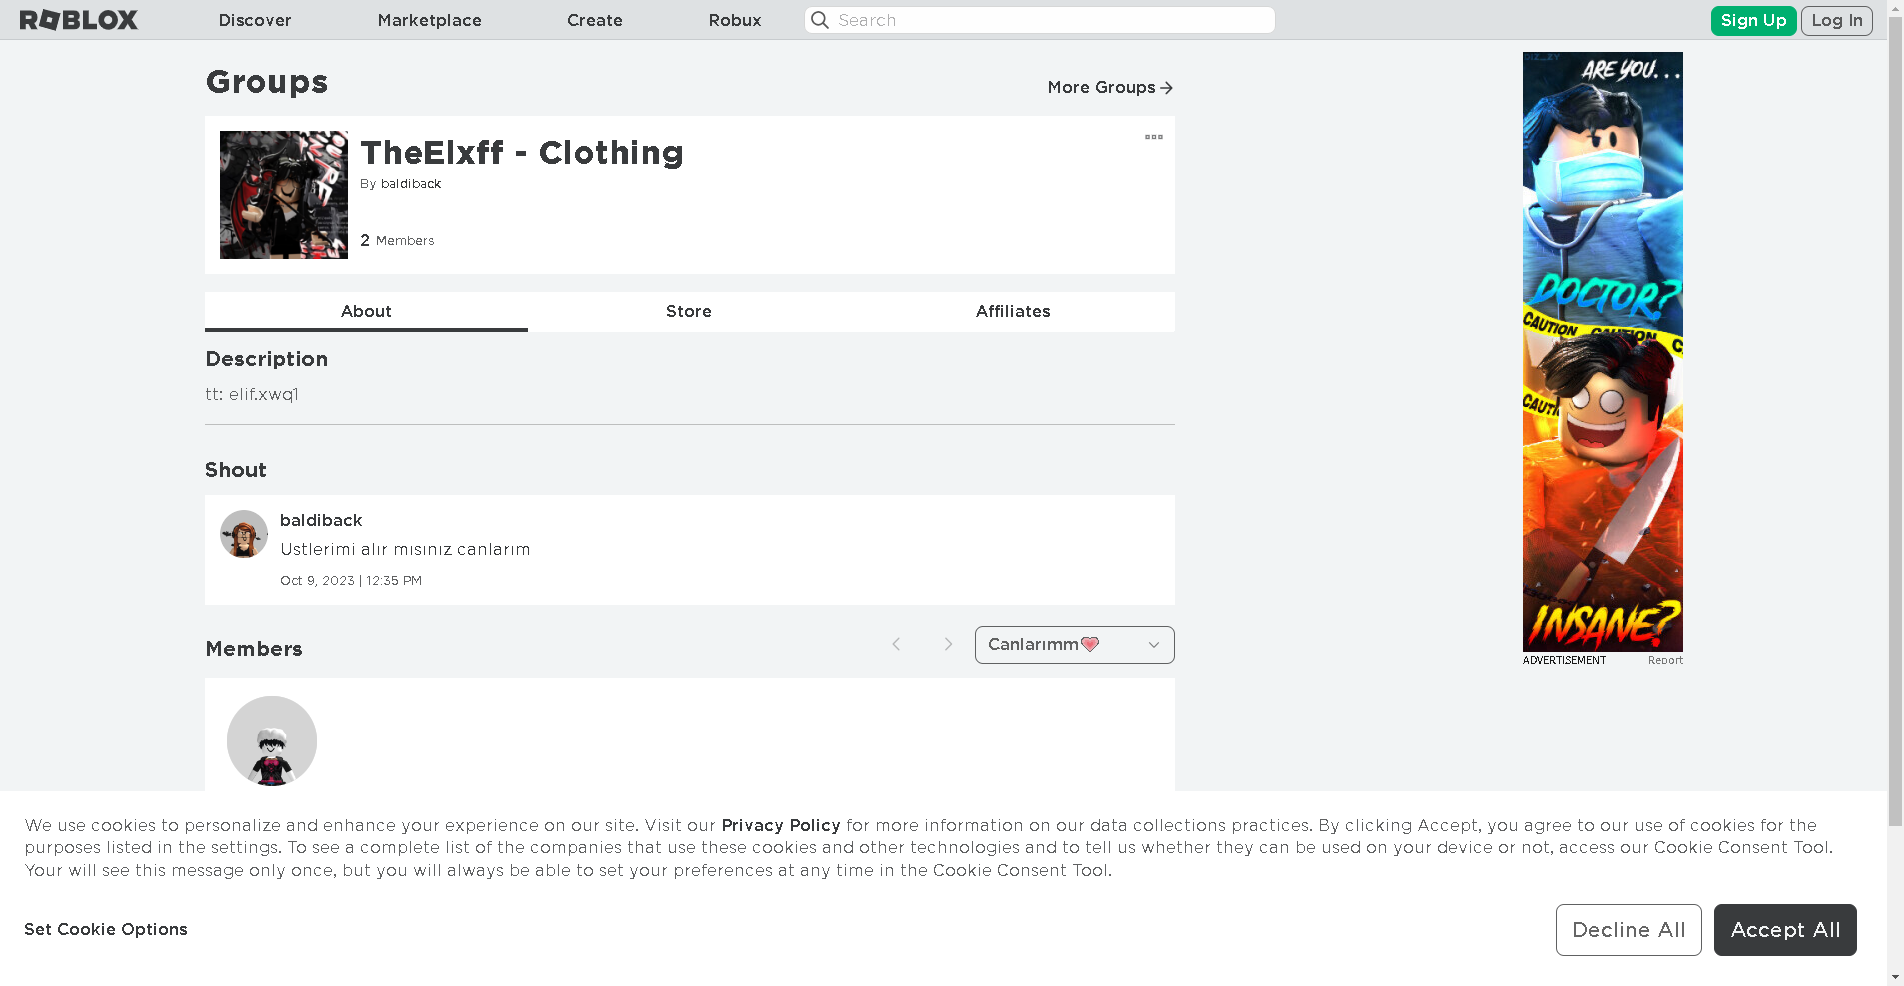 ROBLOX
Discover
Marketplace
Create
Robux
Search
Sign Up
Log In
Groups
More Groups
TheElxff - Clothing
By baldiback
2 Members
About
Store
Affiliates
Description
tt: elif.xwq1
Shout
baldiback
Üstlerimi alır mısınız canlarım
Oct 9, 2023 | 12:35 PM
Members
Canlarımm💗
ARE YOU...
DOCTOR?
CAUTION CAUTION C
CAUTI
INSANE?
ADVERTISEMENT
Report
We use cookies to personalize and enhance your experience on our site. Visit our Privacy Policy for more information on our data collections practices. By clicking Accept, you agree to our use of cookies for the
purposes listed in the settings. To see a complete list of the companies that use these cookies and other technologies and to tell us whether they can be used on your device or not, access our Cookie Consent Tool.
Your will see this message only once, but you will always be able to set your preferences at any time in the Cookie Consent Tool.
Set Cookie Options
Decline All
Accept All